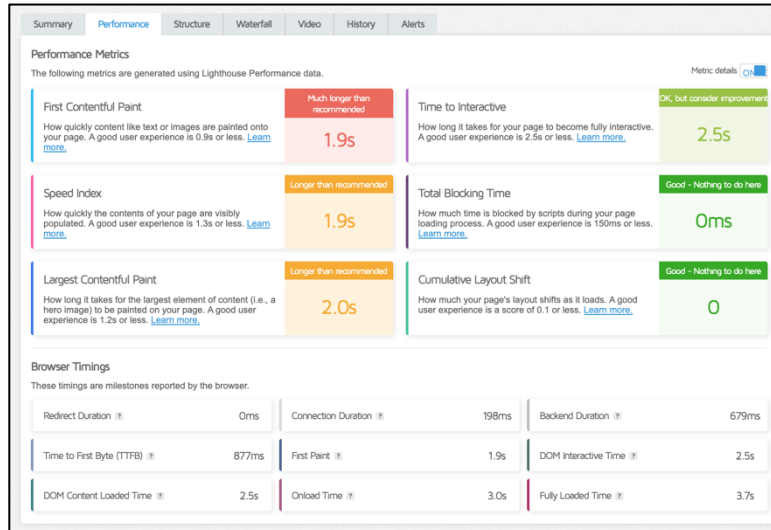 Summary Performance Structure Waterfall Video History Alerts
Performance Metrics
The following metrics are generated using Lighthouse Performance data.
Metric details ON
First Contentful Paint
How quickly content like text or images are painted onto
your page. A good user experience is 0.9s or less. Learn
more.
Much longer than
recommended
1.9s
Time to Interactive
How long it takes for your page to become fully interactive.
A good user experience is 2.5s or less. Learn more.
OK, but consider improvement
2.5s
Speed Index
How quickly the contents of your page are visibly
populated. A good user experience is 1.3s or less. Learn
more.
Longer than recommended
1.9s
Total Blocking Time
How much time is blocked by scripts during your page
loading process. A good user experience is 150ms or less.
Learn more.
Good - Nothing to do here
0ms
Largest Contentful Paint
How long it takes for the largest element of content (i.e., a
hero image) to be painted on your page. A good user
experience is 1.2s or less. Learn more.
Longer than recommended
2.0s
Cumulative Layout Shift
How much your page's layout shifts as it loads. A good
user experience is a score of 0.1 or less. Learn more.
Good - Nothing to do here
0
Browser Timings
These timings are milestones reported by the browser.
Redirect Duration ? 0ms
Connection Duration ? 198ms
Backend Duration ? 679ms
Time to First Byte (TTFB) ? 877ms
First Paint ? 1.9s
DOM Interactive Time ? 2.5s
DOM Content Loaded Time ? 2.5s
Onload Time ? 3.0s
Fully Loaded Time ? 3.7s